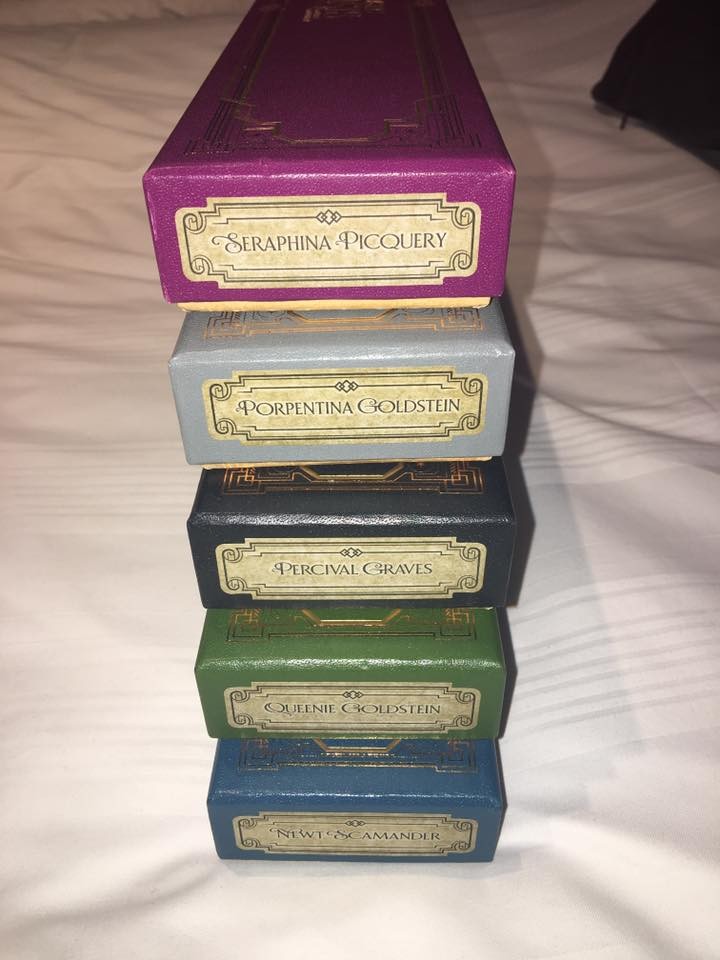 Seraphina Picquery
Porpentina Goldstein
Percival Graves
Queenie Goldstein
Newt Scamander